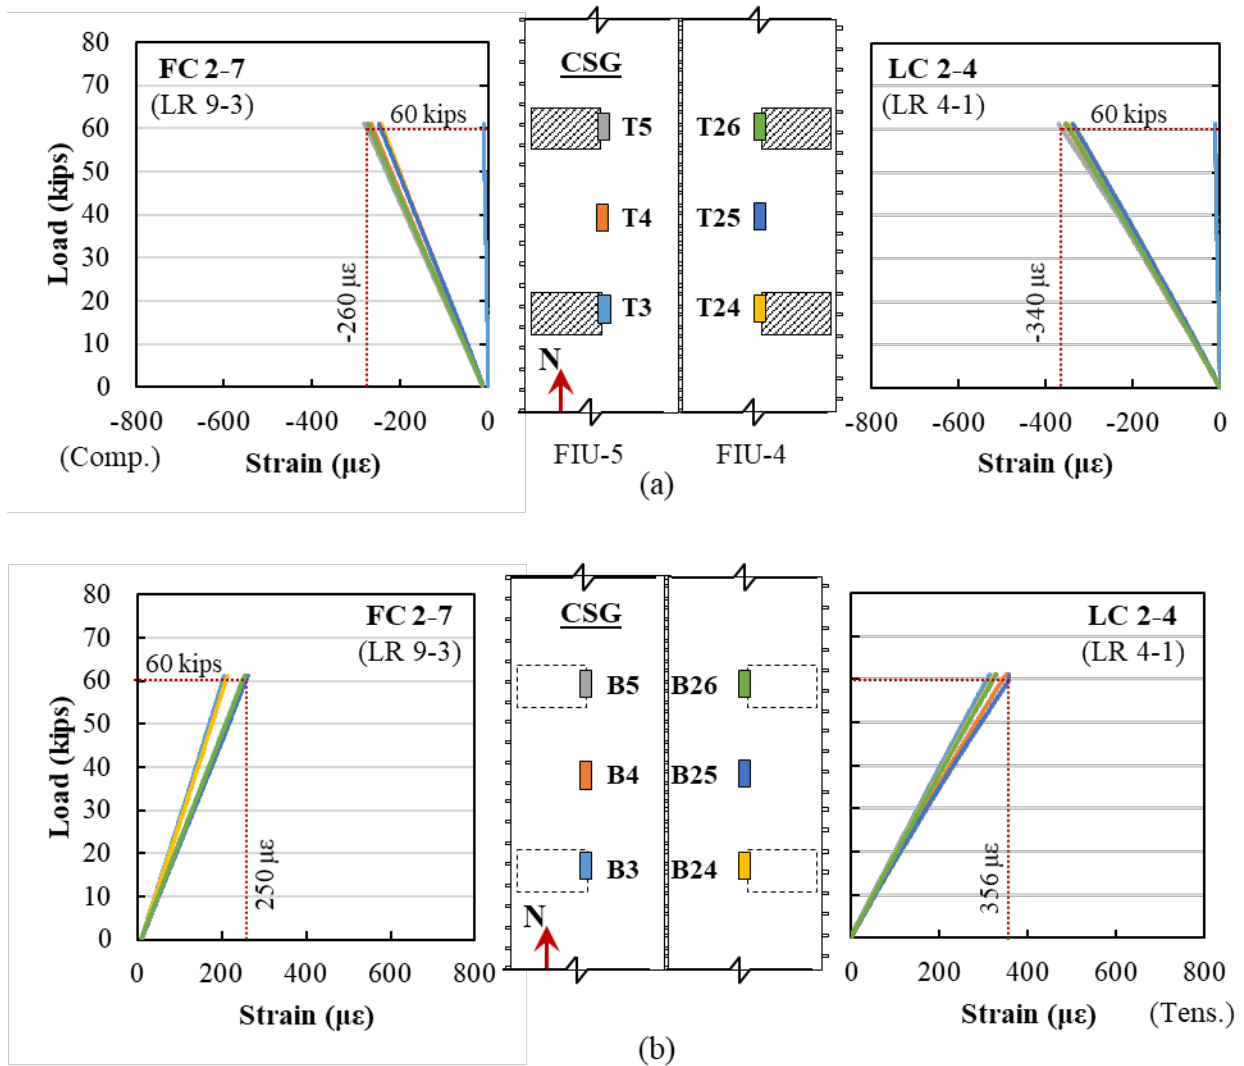 80
70
60
50
40
30
20
10
0
Load (kips)
FC 2-7
(LR 9-3)
60 kips
-260 με
-800
-600
-400
-200
0
(Comp.)
Strain (με)
CSG
T5
T26
T4
T25
T3
T24
N
FIU-5
FIU-4
LC 2-4
(LR 4-1)
60 kips
-340 με
-800
-600
-400
-200
0
Strain (με)
(a)
80
70
60
50
40
30
20
10
0
Load (kips)
FC 2-7
(LR 9-3)
60 kips
250 με
0
200
400
600
800
Strain (με)
CSG
B5
B26
B4
B25
B3
B24
N
LC 2-4
(LR 4-1)
356 με
0
200
400
600
800
Strain (με)
(Tens.)
(b)